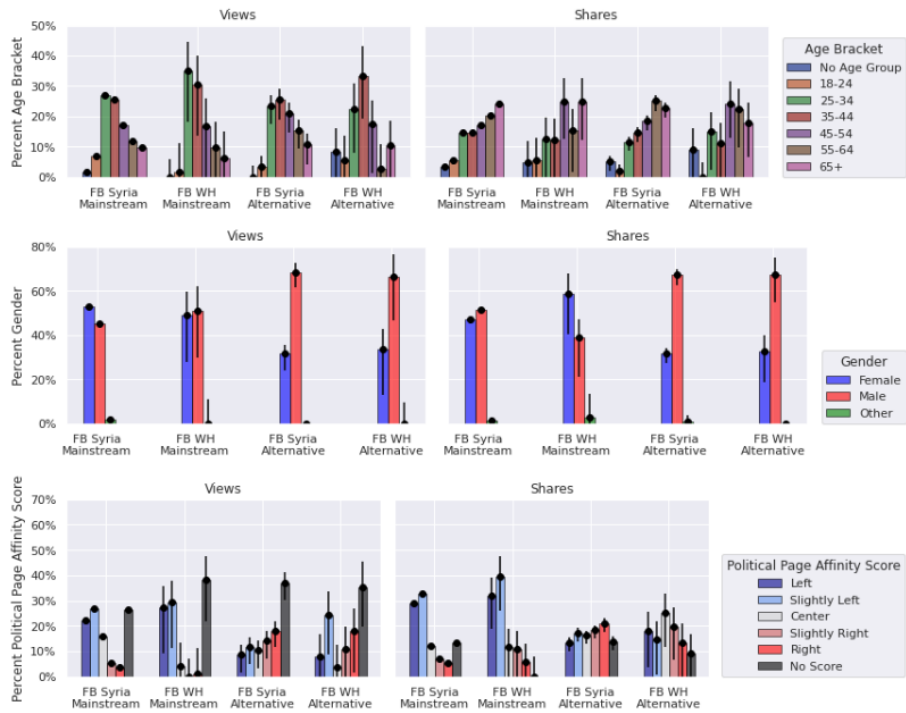 Views
Shares
Percent Age Bracket
50%
40%
30%
20%
10%
0%
FB Syria
Mainstream
FB WH
Mainstream
FB Syria
Alternative
FB WH
Alternative
FB Syria
Mainstream
FB WH
Mainstream
FB Syria
Alternative
FB WH
Alternative
Age Bracket
No Age Group
18-24
25-34
35-44
45-54
55-64
65+
Views
Shares
Percent Gender
80%
60%
40%
20%
0%
FB Syria
Mainstream
FB WH
Mainstream
FB Syria
Alternative
FB WH
Alternative
FB Syria
Mainstream
FB WH
Mainstream
FB Syria
Alternative
FB WH
Alternative
Gender
Female
Male
Other
Views
Shares
Percent Political Page Affinity Score
70%
60%
50%
40%
30%
20%
10%
0%
FB Syria
Mainstream
FB WH
Mainstream
FB Syria
Alternative
FB WH
Alternative
FB Syria
Mainstream
FB WH
Mainstream
FB Syria
Alternative
FB WH
Alternative
Political Page Affinity Score
Left
Slightly Left
Center
Slightly Right
Right
No Score